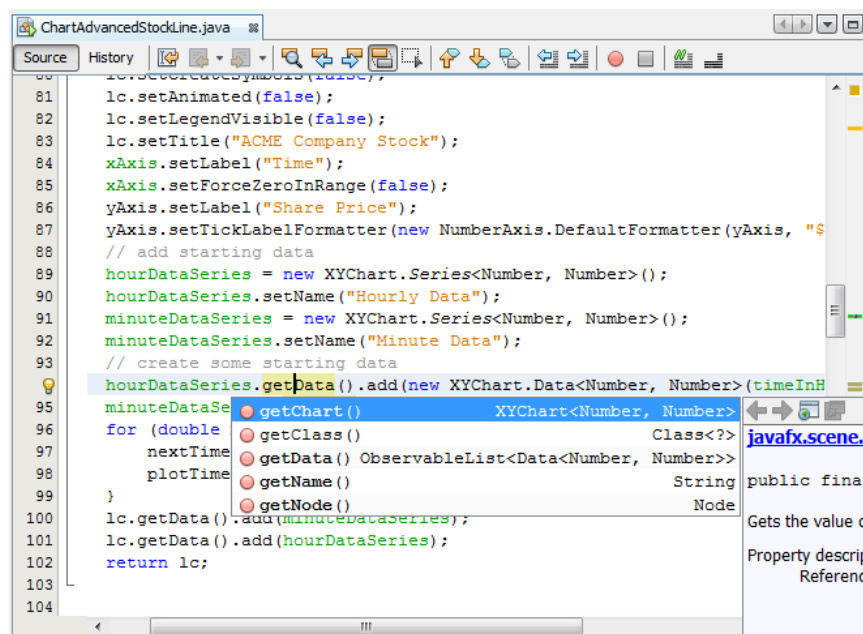 ChartAdvancedStockLine.java
Source History
80 lc.setCreateSymbols(false);
81 lc.setAnimated(false);
82 lc.setLegendVisible(false);
83 lc.setTitle("ACME Company Stock");
84 xAxis.setLabel("Time");
85 xAxis.setForceZeroInRange(false);
86 yAxis.setLabel("Share Price");
87 yAxis.setTickLabelFormatter(new NumberAxis.DefaultFormatter(yAxis, "$
88 // add starting data
89 hourDataSeries = new XYChart.Series<Number, Number>();
90 hourDataSeries.setName("Hourly Data");
91 minuteDataSeries = new XYChart.Series<Number, Number>();
92 minuteDataSeries.setName("Minute Data");
93 // create some starting data
hourDataSeries.getData().add(new XYChart.Data<Number, Number>(timeInH
95 minuteDataSe
96 for (double
97 nextTime
98 plotTime
99 }
100 lc.getData().add(minuteDataSeries);
101 lc.getData().add(hourDataSeries);
102 return lc;
103
104
getChart() XYChart<Number, Number>
getClass() Class<?>
getData() ObservableList<Data<Number, Number>>
getName() String
getNode() Node
javafx.scene.
public fina
Gets the value o
Property descrip
Referenc